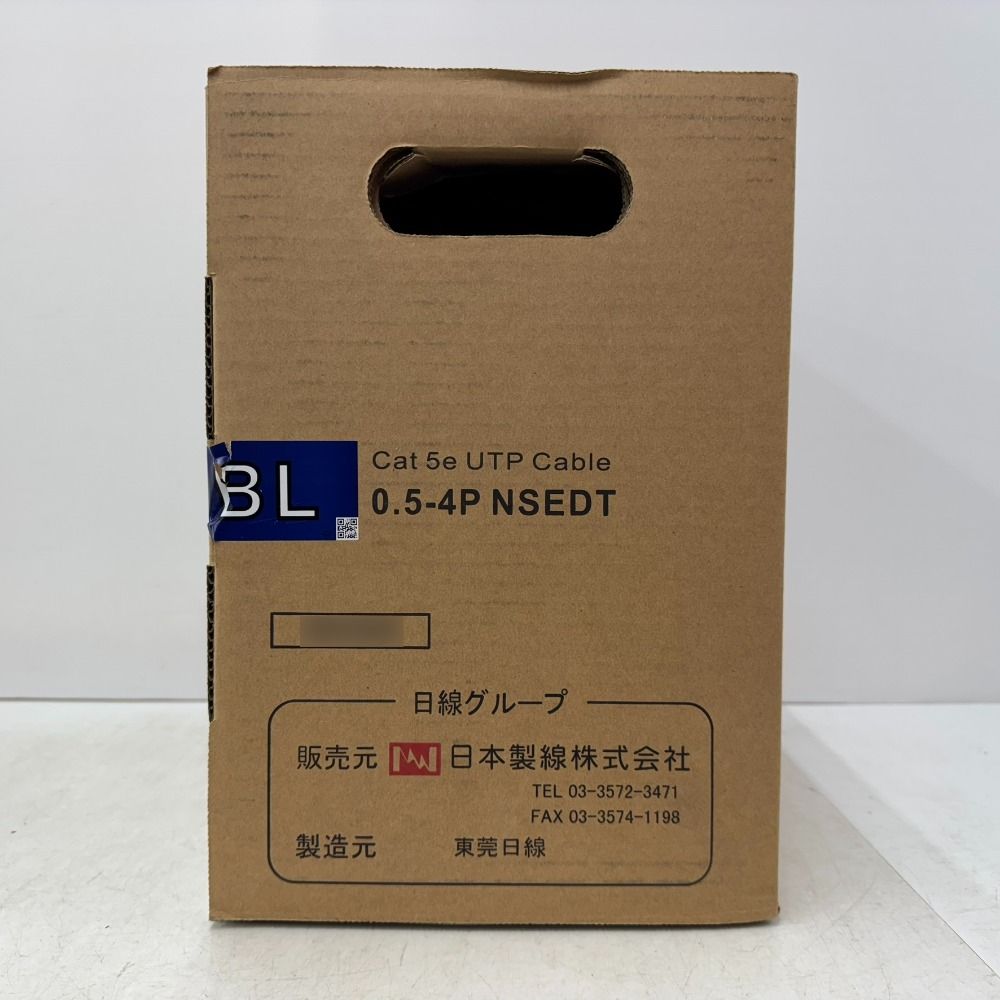 BL
Cat 5e UTP Cable
0.5-4P NSEDT
日線グループ
販売元 日本製線株式会社
TEL 03-3572-3471
FAX 03-3574-1198
製造元 東莞日線